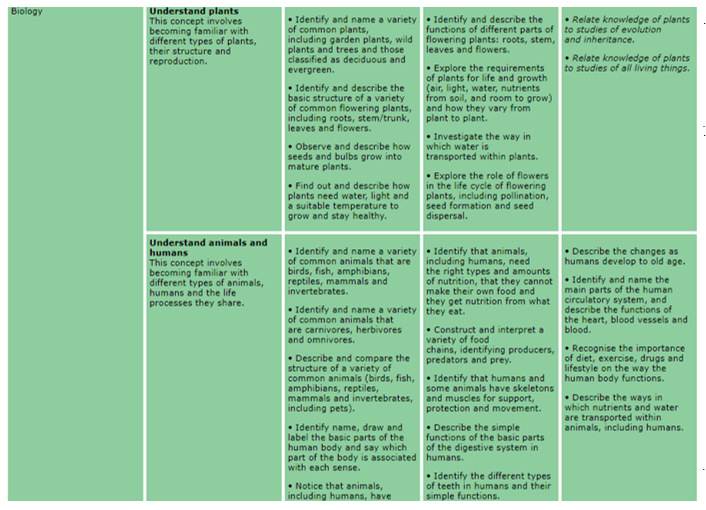 Biology
Understand plants
This concept involves
becoming familiar with
different types of plants,
their structure and
reproduction.
• Identify and name a variety
of common plants,
including garden plants, wild
plants and trees and those
classified as deciduous and
evergreen.
• Identify and describe the
basic structure of a variety
of common flowering plants,
including roots, stem/trunk,
leaves and flowers.
• Observe and describe how
seeds and bulbs grow into
mature plants.
• Find out and describe how
plants need water, light and
a suitable temperature to
grow and stay healthy.
• Identify and describe the
functions of different parts of
flowering plants: roots, stem,
leaves and flowers.
• Explore the requirements
of plants for life and growth
(air, light, water, nutrients
from soil, and room to grow)
and how they vary from
plant to plant.
• Investigate the way in
which water is
transported within plants.
• Explore the role of flowers
in the life cycle of flowering
plants, including pollination,
seed formation and seed
dispersal.
• Relate knowledge of plants
to studies of evolution
and inheritance.
• Relate knowledge of plants
to studies of all living things.
Understand animals and
humans
This concept involves
becoming familiar with
different types of animals,
humans and the life
processes they share.
• Identify and name a variety
of common animals that are
birds, fish, amphibians,
reptiles, mammals and
invertebrates.
• Identify and name a variety
of common animals that
are carnivores, herbivores
and omnivores.
• Describe and compare the
structure of a variety of
common animals (birds, fish,
amphibians, reptiles,
mammals and invertebrates,
including pets).
• Identify name, draw and
label the basic parts of the
human body and say which
part of the body is associated
with each sense.
• Notice that animals,
including humans, have
• Identify that animals,
including humans, need
the right types and amounts
of nutrition, that they cannot
make their own food and
they get nutrition from what
they eat.
• Construct and interpret a
variety of food
chains, identifying producers,
predators and prey.
• Identify that humans and
some animals have skeletons
and muscles for support,
protection and movement.
• Describe the simple
functions of the basic parts
of the digestive system in
humans.
• Identify the different types
of teeth in humans and their
simple functions.
• Describe the changes as
humans develop to old age.
• Identify and name the
main parts of the human
circulatory system, and
describe the functions of
the heart, blood vessels and
blood.
• Recognise the importance
of diet, exercise, drugs and
lifestyle on the way the
human body functions.
• Describe the ways in
which nutrients and water
are transported within
animals, including humans.